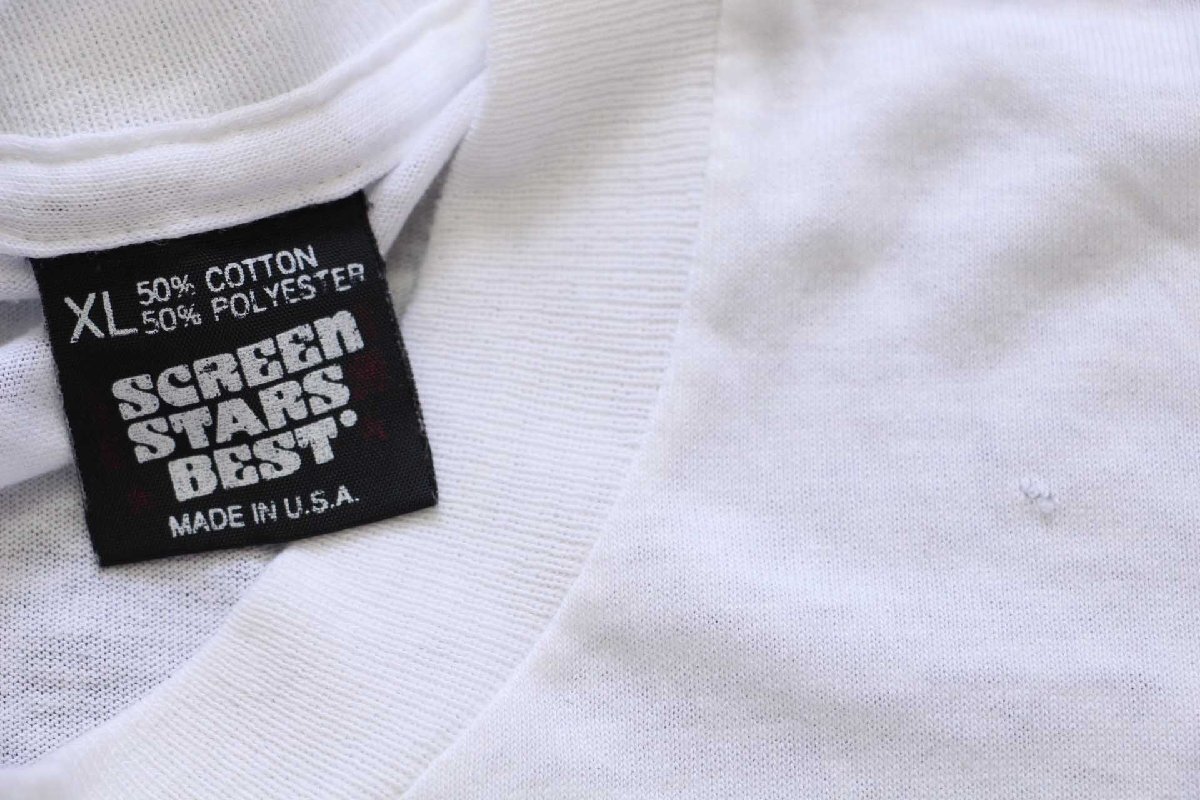 XL 50% COTTON
50% POLYESTER
SCREEN
STARS
BEST
MADE IN U.S.A.